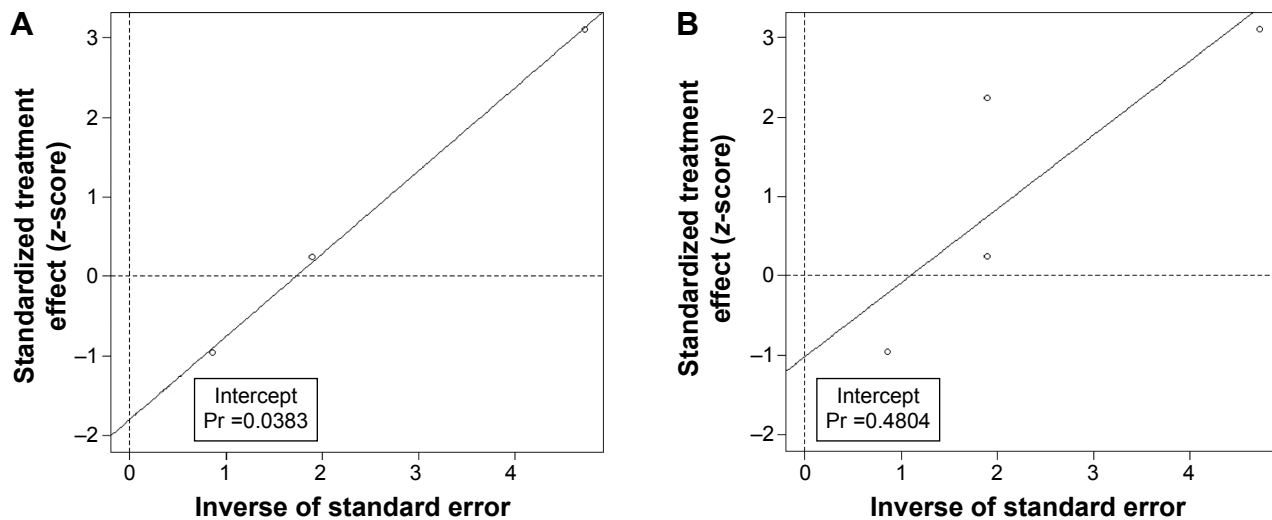 A
Standardized treatment
effect (z-score)
3
2
1
0
–1
–2
Intercept
Pr =0.0383
0
1
2
3
4
Inverse of standard error
B
Standardized treatment
effect (z-score)
3
2
1
0
–1
–2
Intercept
Pr =0.4804
0
1
2
3
4
Inverse of standard error